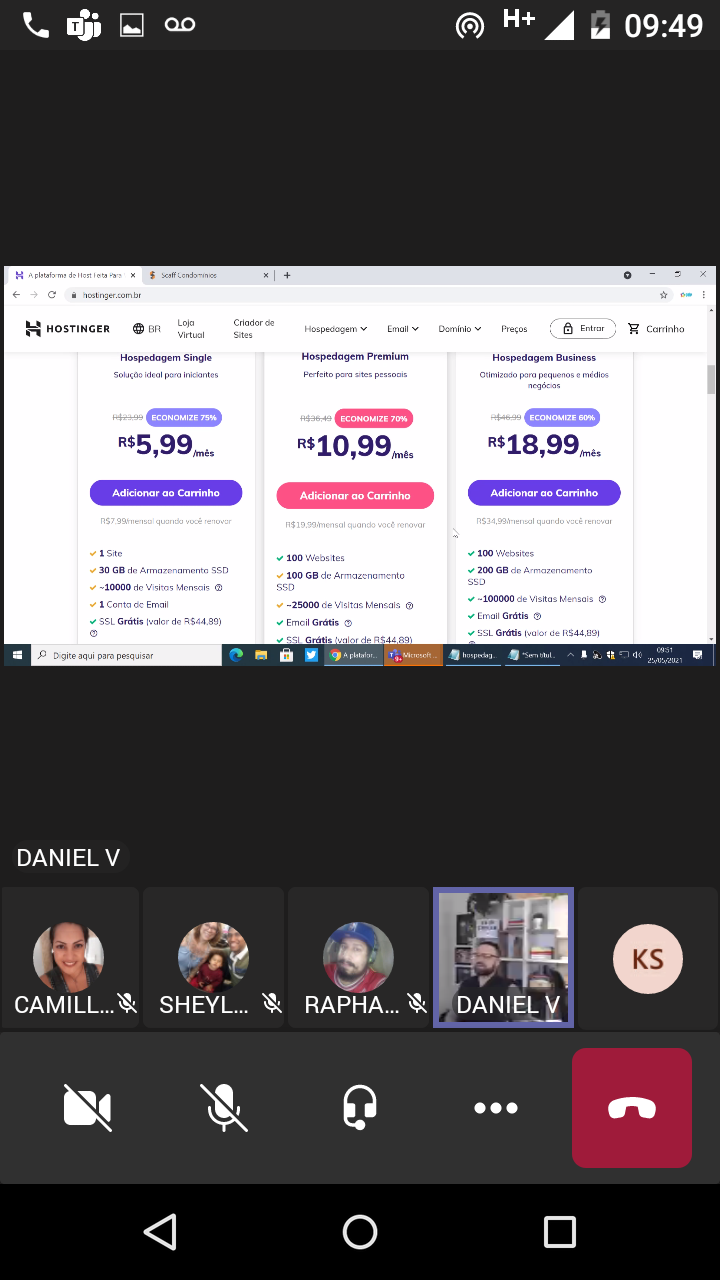 H+ 09:49
A plataforma de Host Feita Para
Scaff Condominios
hostinger.com.br
HOSTINGER
BR
Loja Virtual
Criador de Sites
Hospedagem
Email
Domínio
Preços
Entrar
Carrinho
Hospedagem Single
Solução ideal para iniciantes
R$23,99 ECONOMIZE 75%
R$5,99/mês
Adicionar ao Carrinho
R$7,99/mensal quando você renovar
1 Site
30 GB de Armazenamento SSD
~10000 de Visitas Mensais
1 Conta de Email
SSL Grátis (valor de R$44,89)
Hospedagem Premium
Perfeito para sites pessoais
R$36,49 ECONOMIZE 70%
R$10,99/mês
Adicionar ao Carrinho
R$19,99/mensal quando você renovar
100 Websites
100 GB de Armazenamento
SSD
~25000 de Visitas Mensais
Email Grátis
SSL Grátis (valor de R$44,89)
Hospedagem Business
Otimizado para pequenos e médios
negócios
R$46,99 ECONOMIZE 60%
R$18,99/mês
Adicionar ao Carrinho
R$34,99/mensal quando você renovar
100 Websites
200 GB de Armazenamento
SSD
~100000 de Visitas Mensais
Email Grátis
SSL Grátis (valor de R$44,89)
Digite aqui para pesquisar
A platafor...
Microsoft ...
hospedag...
*Sem títul...
09:51
25/05/2021
DANIEL V
CAMILL...
SHEYL...
RAPHA...
DANIEL V
KS